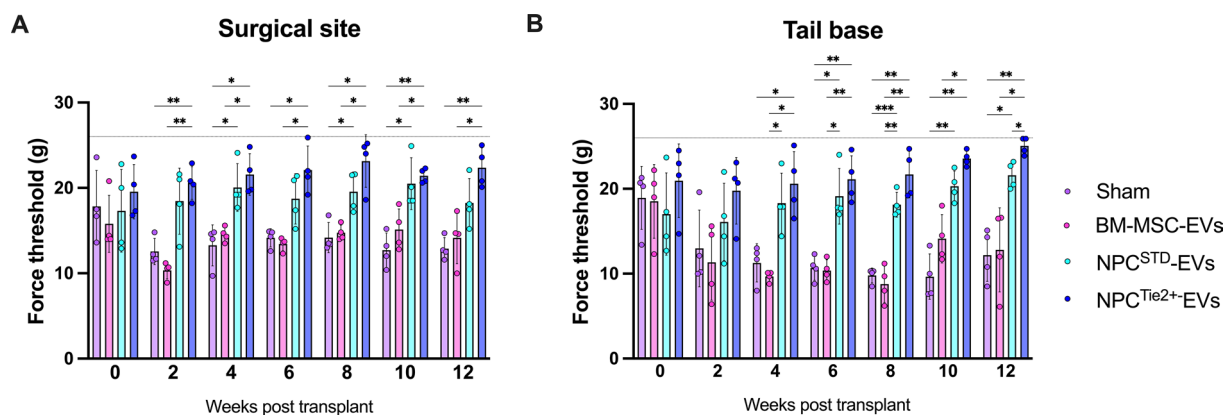 A
Surgical site
Force threshold (g)
30
20
10
0
** * ** ** * * * * * * * * ** * * ** *
0 2 4 6 8 10 12
Weeks post transplant
B
Tail base
Force threshold (g)
30
20
10
0
* * * ** * ** * ** ** *** ** * ** ** ** * * *
0 2 4 6 8 10 12
Weeks post transplant
Sham
BM-MSC-EVs
NPCSTD-EVs
NPCTie2+-EVs